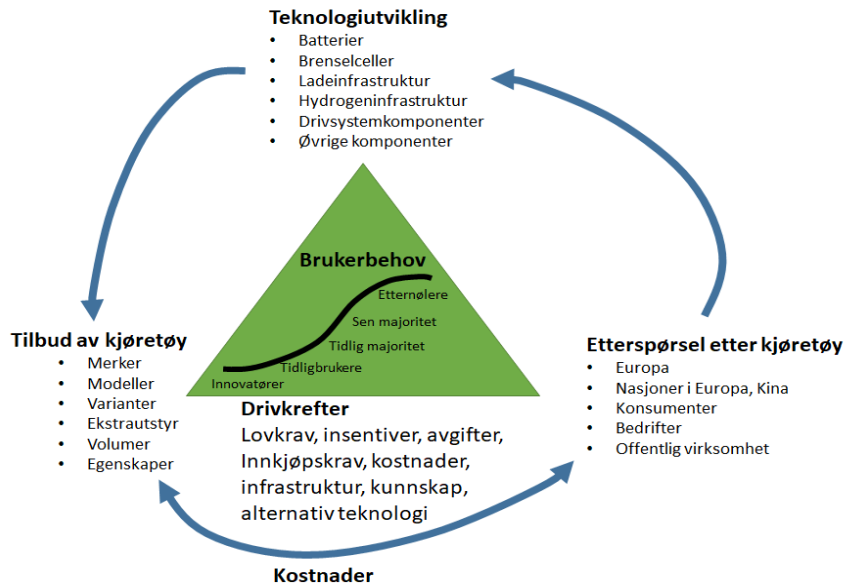 Teknologiutvikling
• Batterier
• Brenselceller
• Ladeinfrastruktur
• Hydrogeninfrastruktur
• Drivsystemkomponenter
• Øvrige komponenter
Brukerbehov
Etternølere
Sen majoritet
Tidlig majoritet
Tidligbrukere
Innovatører
Tilbud av kjøretøy
• Merker
• Modeller
• Varianter
• Ekstrautstyr
• Volumer
• Egenskaper
Etterspørsel etter kjøretøy
• Europa
• Nasjoner i Europa, Kina
• Konsumenter
• Bedrifter
• Offentlig virksomhet
Drivkrefter
Lovkrav, insentiver, avgifter,
Innkjøpskrav, kostnader,
infrastruktur, kunnskap,
alternativ teknologi
Kostnader